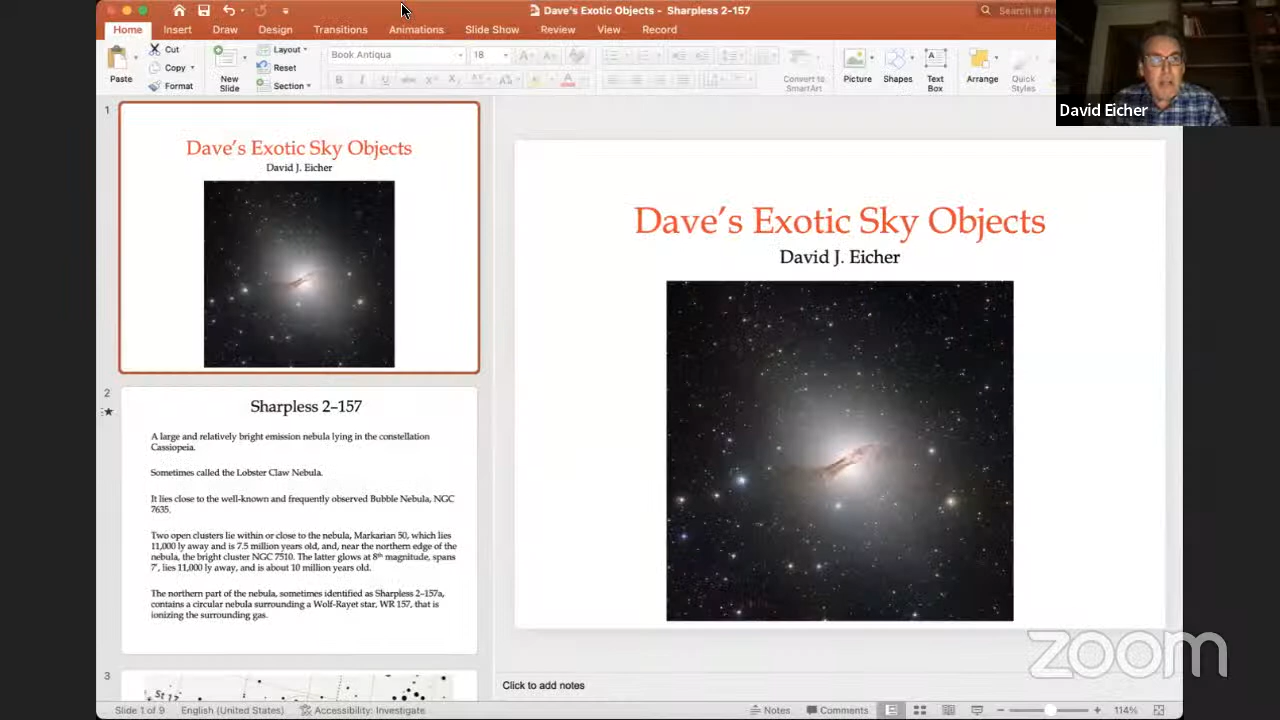 Dave's Exotic Objects - Sharpless 2-157
Search in Pr
Home Insert Draw Design Transitions Animations Slide Show Review View Record
Paste
Cut
Copy
Format
New
Slide
Layout
Reset
Section
Book Antiqua
18
Convert to
SmartArt
Picture
Shapes
Text
Box
Arrange
Quick
Styles
David Eicher
1
Dave's Exotic Sky Objects
David J. Eicher
2
Sharpless 2–157
A large and relatively bright emission nebula lying in the constellation
Cassiopeia.
Sometimes called the Lobster Claw Nebula.
It lies close to the well-known and frequently observed Bubble Nebula, NGC
7635.
Two open clusters lie within or close to the nebula, Markarian 50, which lies
11,000 ly away and is 7.5 million years old, and, near the northern edge of the
nebula, the bright cluster NGC 7510. The latter glows at 8th magnitude, spans
7', lies 11,000 ly away, and is about 10 million years old.
The northern part of the nebula, sometimes identified as Sharpless 2–157a,
contains a circular nebula surrounding a Wolf-Rayet star, WR 157, that is
ionizing the surrounding gas.
3
St 17
Dave's Exotic Sky Objects
David J. Eicher
zoom
Click to add notes
Slide 1 of 9 English (United States) Accessibility: Investigate
Notes Comments 114%